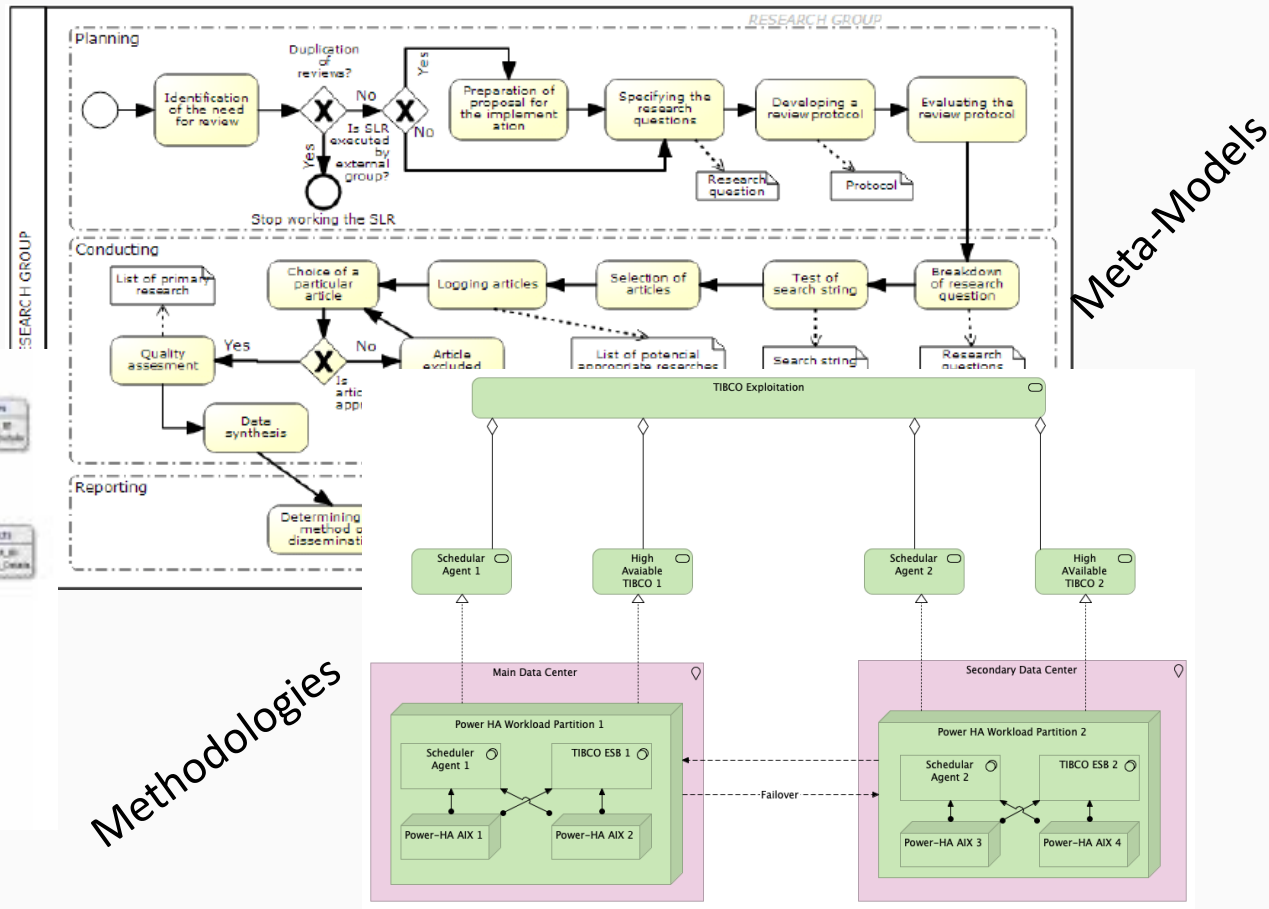 RESEARCH GROUP
Planning
Duplication
of
reviews?
Identification
of the need
for review
X
No
X
Yes
No
Yes
Is SLR
executed
by
external
group?
Stop working the SLR
Preparation of
proposal for
the implement
ation
Specifying the
research
questions
Developing a
review protocol
Evaluating the
review protocol
Research
question
Protocol
Meta-Models
SEARCH GROUP
Conducting
List of primary
research
Choice of a
particular
article
Logging articles
Selection of
articles
Test of
search string
Breakdown
of research
question
Quality
assesment
Yes
X
No
Article
excluded
Is
artic
appr
List of potencial
appropriate researches
Search string
Research
questions
Data
synthesis
Reporting
Determining
method o
disseminati
TIBCO Exploitation
Schedular
Agent 1
High
Avaiable
TIBCO 1
Schedular
Agent 2
High
AVailable
TIBCO 2
Methodologies
Main Data Center
Power HA Workload Partition 1
Scheduler
Agent 1
TIBCO ESB 1
Power-HA AIX 1
Power-HA AIX 2
Failover
Secondary Data Center
Power HA Workload Partition 2
Schedular
Agent 2
TIBCO ESB 2
Power-HA AIX 3
Power-HA AIX 4